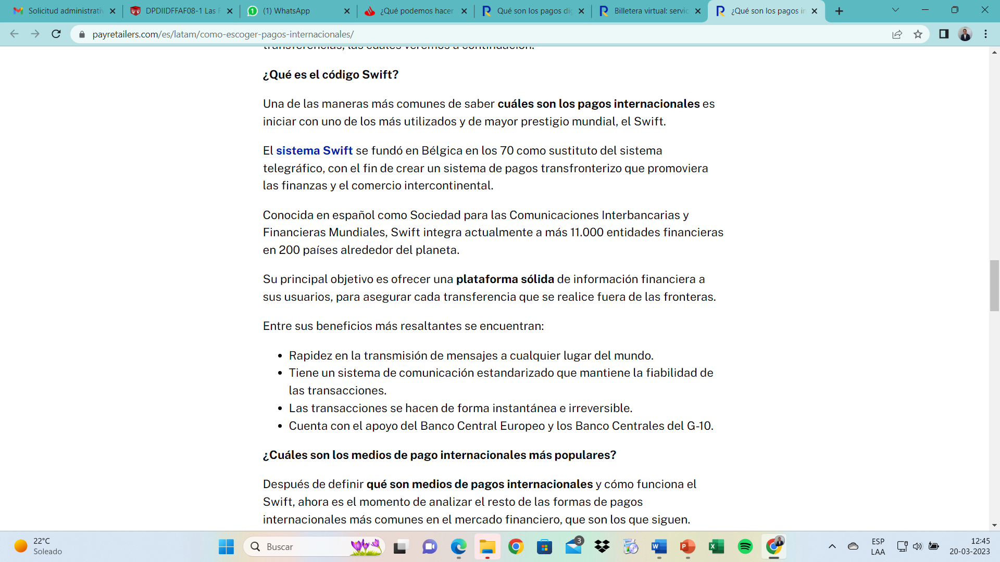 Solicitud administrativ
DPDIIDFFAF08-1 Las F
(1) WhatsApp
¿Qué podemos hacer
Qué son los pagos dig
Billetera virtual: servic
¿Qué son los pagos in
payretailers.com/es/latam/como-escoger-pagos-internacionales/
transferencias, las cuales veremos a continuación.
¿Qué es el código Swift?
Una de las maneras más comunes de saber cuáles son los pagos internacionales es
iniciar con uno de los más utilizados y de mayor prestigio mundial, el Swift.
El sistema Swift se fundó en Bélgica en los 70 como sustituto del sistema
telegráfico, con el fin de crear un sistema de pagos transfronterizo que promoviera
las finanzas y el comercio intercontinental.
Conocida en español como Sociedad para las Comunicaciones Interbancarias y
Financieras Mundiales, Swift integra actualmente a más 11.000 entidades financieras
en 200 países alrededor del planeta.
Su principal objetivo es ofrecer una plataforma sólida de información financiera a
sus usuarios, para asegurar cada transferencia que se realice fuera de las fronteras.
Entre sus beneficios más resaltantes se encuentran:
• Rapidez en la transmisión de mensajes a cualquier lugar del mundo.
• Tiene un sistema de comunicación estandarizado que mantiene la fiabilidad de
las transacciones.
• Las transacciones se hacen de forma instantánea e irreversible.
• Cuenta con el apoyo del Banco Central Europeo y los Banco Centrales del G-10.
¿Cuáles son los medios de pago internacionales más populares?
Después de definir qué son medios de pagos internacionales y cómo funciona el
Swift, ahora es el momento de analizar el resto de las formas de pagos
internacionales más comunes en el mercado financiero, que son los que siguen.
22°C
Soleado
Buscar
3
ESP
LAA
12:45
20-03-2023